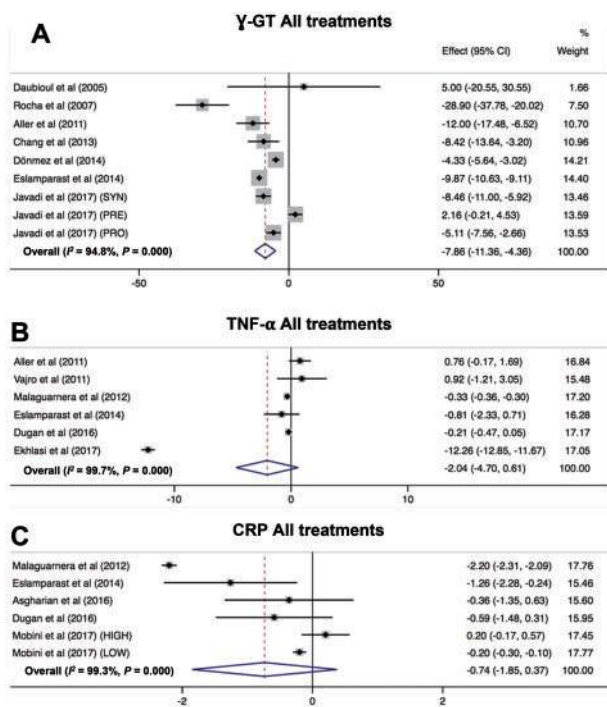 A
Ɣ-GT All treatments
%
Effect (95% CI) Weight
Daubioul et al (2005) 5.00 (-20.55, 30.55) 1.66
Rocha et al (2007) -28.90 (-37.78, -20.02) 7.50
Aller et al (2011) -12.00 (-17.48, -6.52) 10.70
Chang et al (2013) -8.42 (-13.64, -3.20) 10.96
Dönmez et al (2014) -4.33 (-5.64, -3.02) 14.21
Eslamparast et al (2014) -9.87 (-10.63, -9.11) 14.40
Javadi et al (2017) (SYN) -8.46 (-11.00, -5.92) 13.46
Javadi et al (2017) (PRE) 2.16 (-0.21, 4.53) 13.59
Javadi et al (2017) (PRO) -5.11 (-7.56, -2.66) 13.53
Overall (I² = 94.8%, P = 0.000) -7.86 (-11.36, -4.36) 100.00
-50 0 50
B
TNF-α All treatments
Aller et al (2011) 0.76 (-0.17, 1.69) 16.84
Vajro et al (2011) 0.92 (-1.21, 3.05) 15.48
Malaguarnera et al (2012) -0.33 (-0.36, -0.30) 17.20
Eslamparast et al (2014) -0.81 (-2.33, 0.71) 16.28
Dugan et al (2016) -0.21 (-0.47, 0.05) 17.17
Ekhlasi et al (2017) -12.26 (-12.85, -11.67) 17.05
Overall (I² = 99.7%, P = 0.000) -2.04 (-4.70, 0.61) 100.00
-10 0 10
C
CRP All treatments
Malaguarnera et al (2012) -2.20 (-2.31, -2.09) 17.76
Eslamparast et al (2014) -1.26 (-2.28, -0.24) 15.46
Asgharian et al (2016) -0.36 (-1.35, 0.63) 15.60
Dugan et al (2016) -0.59 (-1.48, 0.31) 15.95
Mobini et al (2017) (HIGH) 0.20 (-0.17, 0.57) 17.45
Mobini et al (2017) (LOW) -0.20 (-0.30, -0.10) 17.77
Overall (I² = 99.3%, P = 0.000) -0.74 (-1.85, 0.37) 100.00
-2 0 2